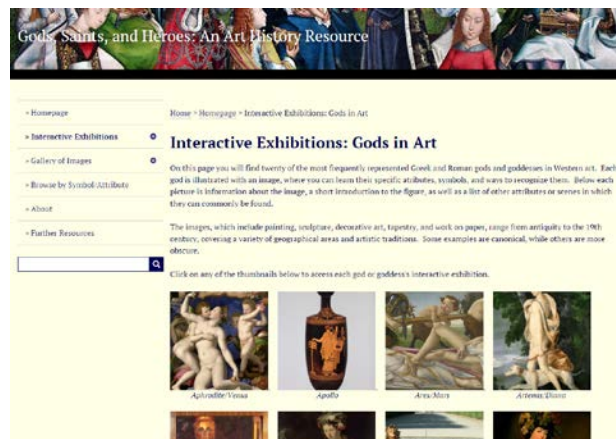 Gods, Saints, and Heroes: An Art History Resource
» Homepage
» Interactive Exhibitions
» Gallery of Images
» Browse by Symbol/Attribute
» About
» Further Resources
Home > Homepage > Interactive Exhibitions: Gods in Art
Interactive Exhibitions: Gods in Art
On this page you will find twenty of the most frequently represented Greek and Roman gods and goddesses in Western art. Each
god is illustrated with an image, where you can learn their specific attributes, symbols, and ways to recognize them. Below each
picture is information about the image, a short introduction to the figure, as well as a list of other attributes or scenes in which
they can commonly be found.
The images, which include painting, sculpture, decorative art, tapestry, and work on paper, range from antiquity to the 19th
century, covering a variety of geographical areas and artistic traditions. Some examples are canonical, while others are more
obscure.
Click on any of the thumbnails below to access each god or goddess's interactive exhibition.
Aphrodite/Venus
Apollo
Ares/Mars
Artemis/Diana